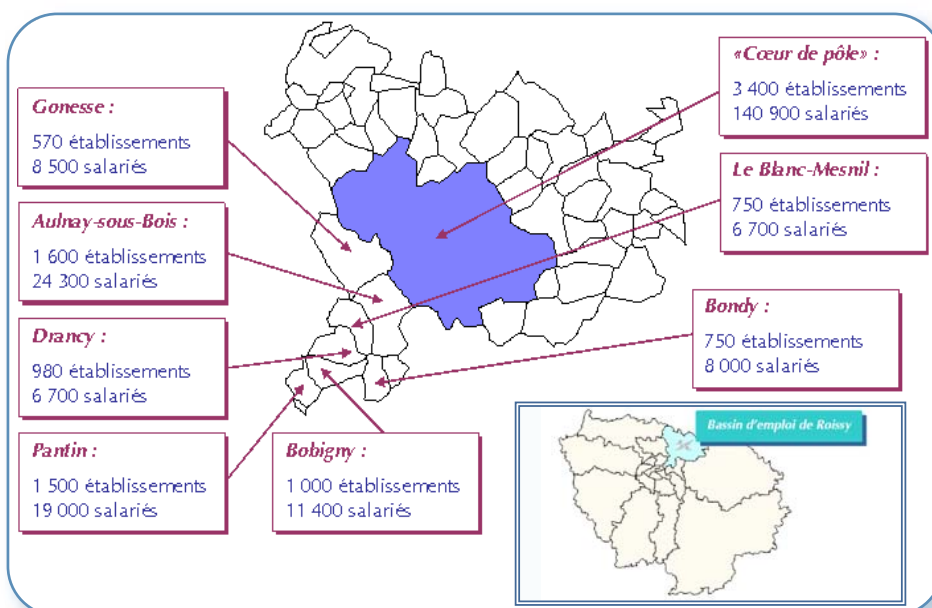 Gonesse :
570 établissements
8 500 salariés
Aulnay-sous-Bois :
1 600 établissements
24 300 salariés
Drancy :
980 établissements
6 700 salariés
Pantin :
1 500 établissements
19 000 salariés
Bobigny :
1 000 établissements
11 400 salariés
«Cœur de pôle» :
3 400 établissements
140 900 salariés
Le Blanc-Mesnil :
750 établissements
6 700 salariés
Bondy :
750 établissements
8 000 salariés
Bassin d'emploi de Roissy